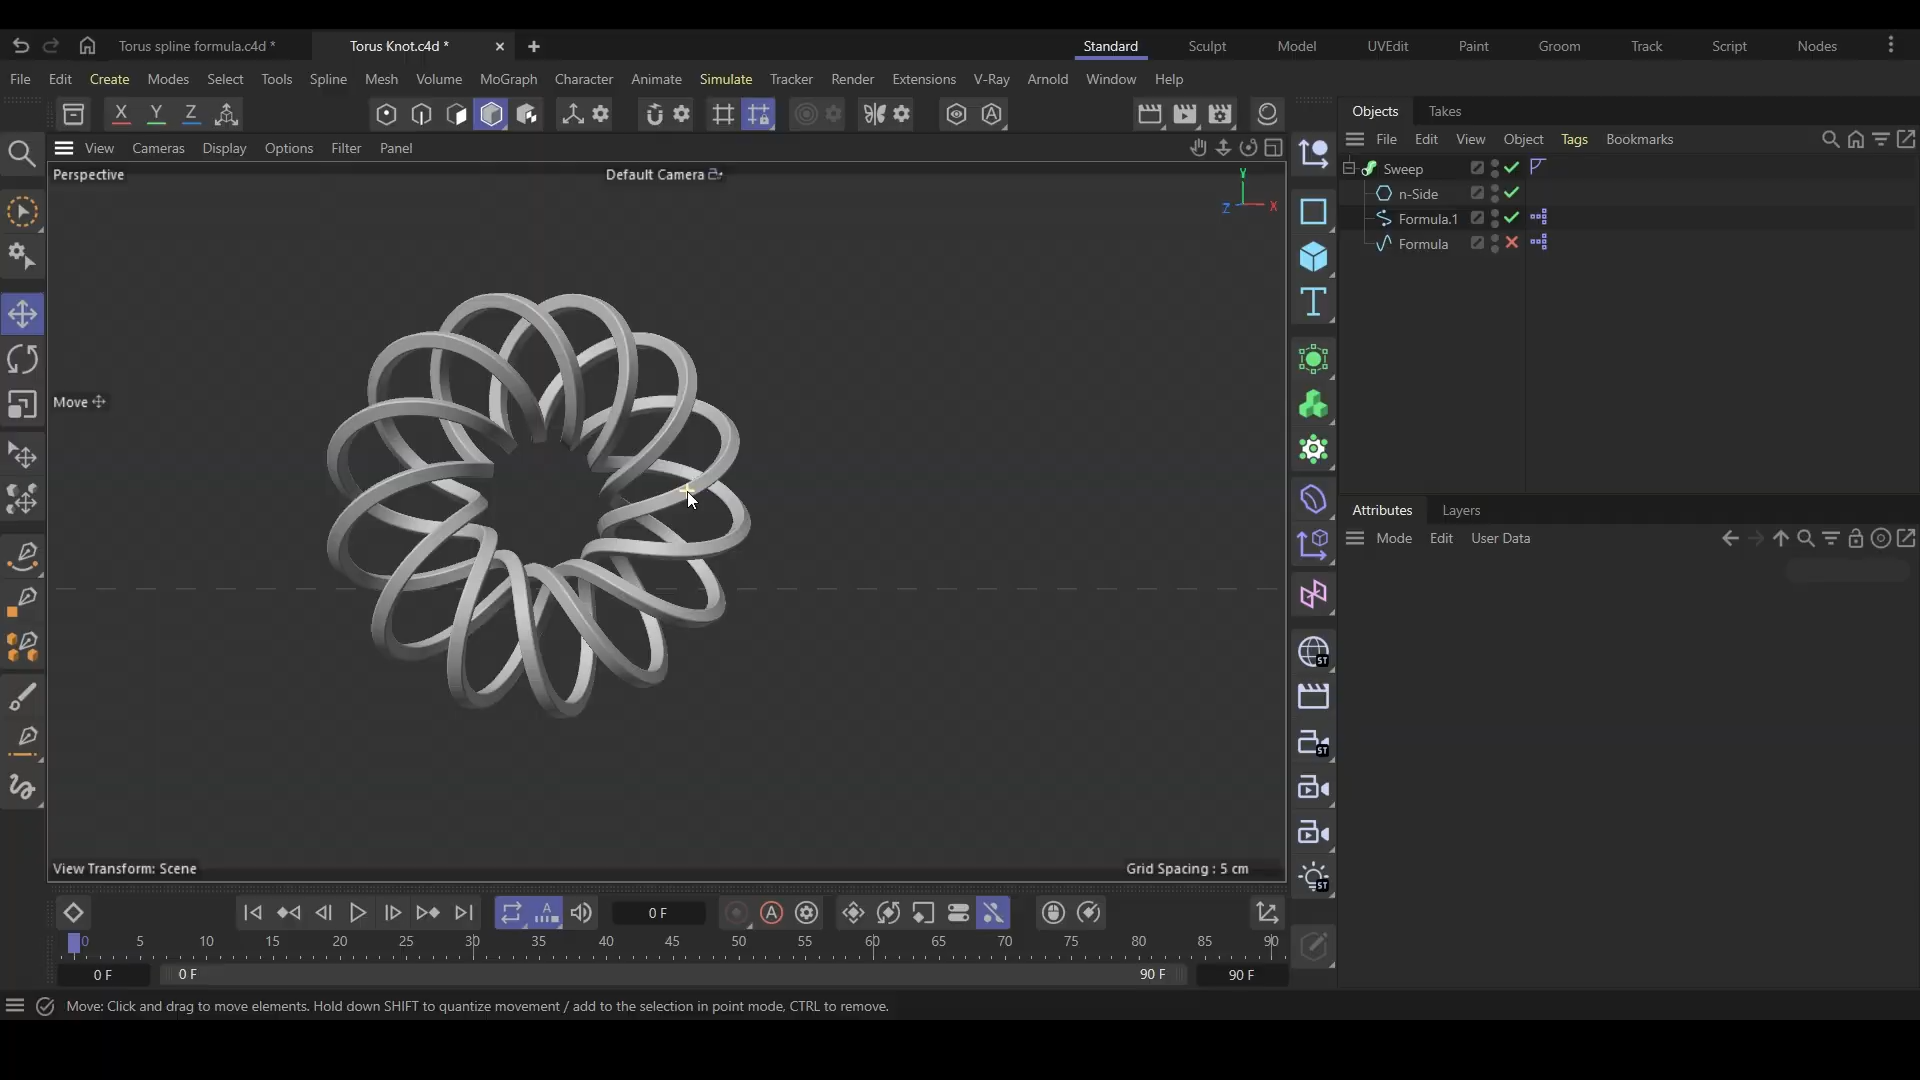 Torus spline formula.c4d *
Torus Knot.c4d *
Standard Sculpt Model UVEdit Paint Groom Track Script Nodes
File Edit Create Modes Select Tools Spline Mesh Volume MoGraph Character Animate Simulate Tracker Render Extensions V-Ray Arnold Window Help
X Y Z
Objects Takes
File Edit View Object Tags Bookmarks
View Cameras Display Options Filter Panel
Perspective
Default Camera
Y
Z X
Sweep
n-Side
Formula.1
Formula
Move
Attributes Layers
Mode Edit User Data
ST
ST
ST
View Transform: Scene
Grid Spacing : 5 cm
A
0 F
A
0 5 10 15 20 25 30 35 40 45 50 55 60 65 70 75 80 85 90
0 F
0 F
90 F
90 F
Move: Click and drag to move elements. Hold down SHIFT to quantize movement / add to the selection in point mode, CTRL to remove.